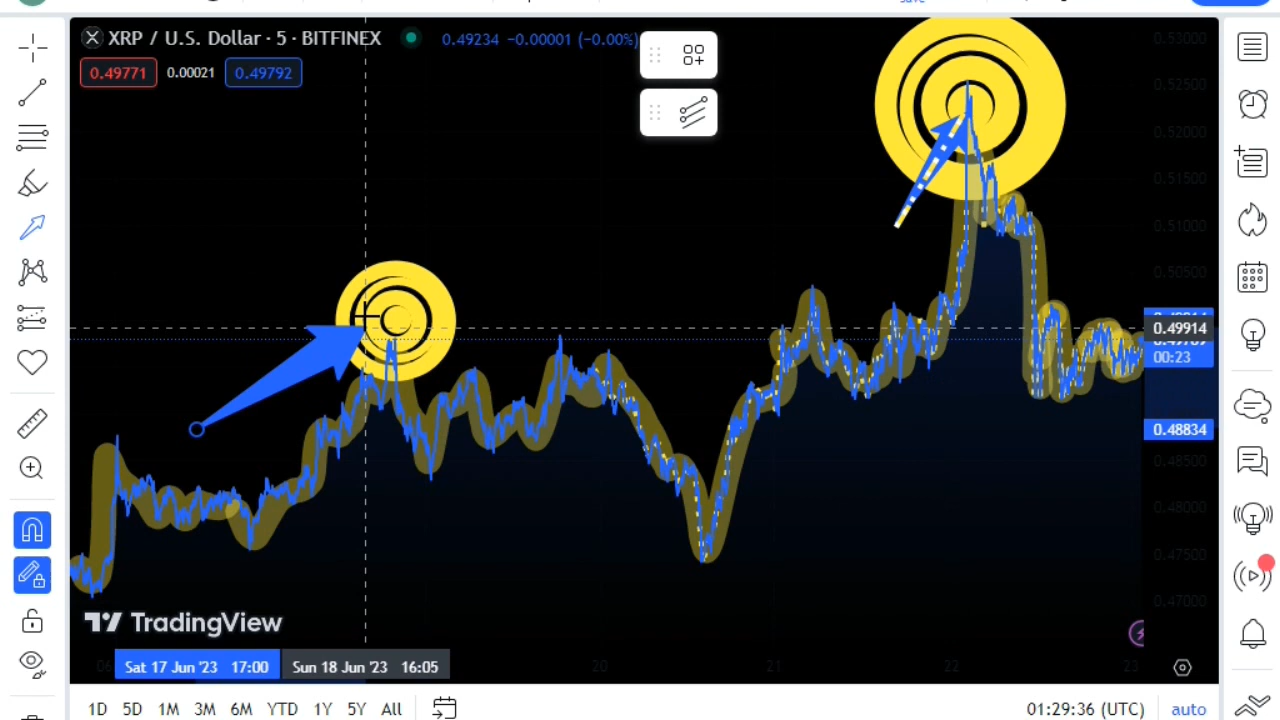 XRP / U.S. Dollar · 5 · BITFINEX
0.49234 −0.00001 (−0.00%)
0.49771 0.00021 0.49792
0.53000
0.52500
0.52000
0.51500
0.51000
0.50500
0.49914
00:23
0.48834
0.48500
0.48000
0.47500
0.47000
TradingView
Sat 17 Jun '23 17:00
Sun 18 Jun '23 16:05
20
21
22
23
1D 5D 1M 3M 6M YTD 1Y 5Y All
01:29:36 (UTC)
auto